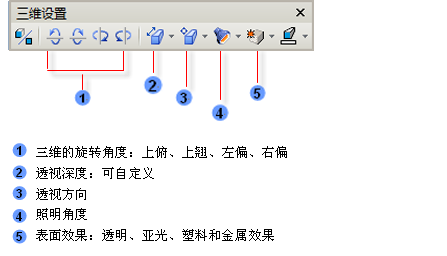 三维设置
1
2
3
4
5
1 三维的旋转角度：上俯、上翘、左偏、右偏
2 透视深度：可自定义
3 透视方向
4 照明角度
5 表面效果：透明、亚光、塑料和金属效果